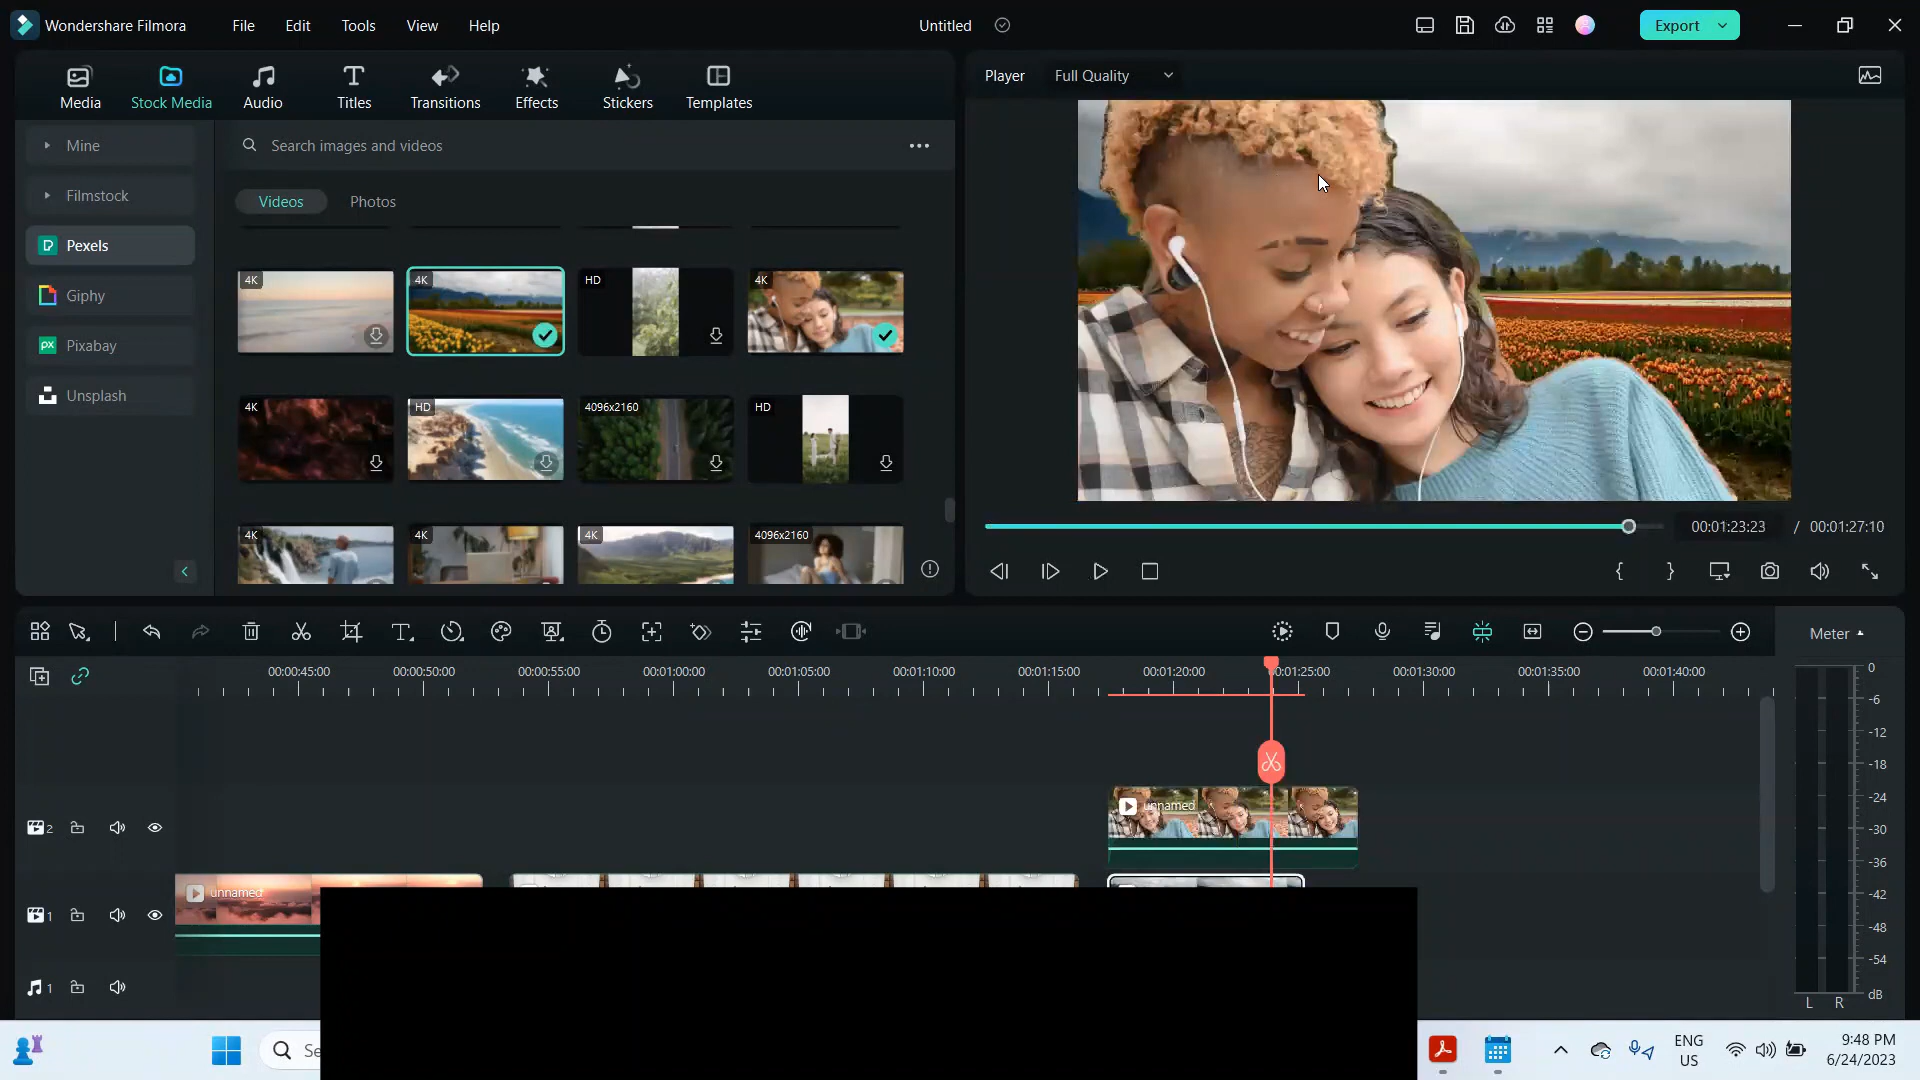 Wondershare Filmora
File
Edit
Tools
View
Help
Untitled
Export
Media
Stock Media
Audio
Titles
Transitions
Effects
Stickers
Templates
Player
Full Quality
Mine
Filmstock
Pexels
Giphy
Pixabay
Unsplash
Search images and videos
Videos
Photos
4K
4K
HD
4K
4K
HD
4096x2160
HD
4K
4K
4K
4096x2160
00:01:23:23
/
00:01:27:10
{
}
Meter
00:00:45:00
00:00:50:00
00:00:55:00
00:01:00:00
00:01:05:00
00:01:10:00
00:01:15:00
00:01:20:00
00:01:25:00
00:01:30:00
00:01:35:00
00:01:40:00
0
-6
-12
-18
-24
-30
-36
-42
-48
-54
dB
L
R
2
unnamed
1
unnamed
1
Se
ENG
US
9:48 PM
6/24/2023